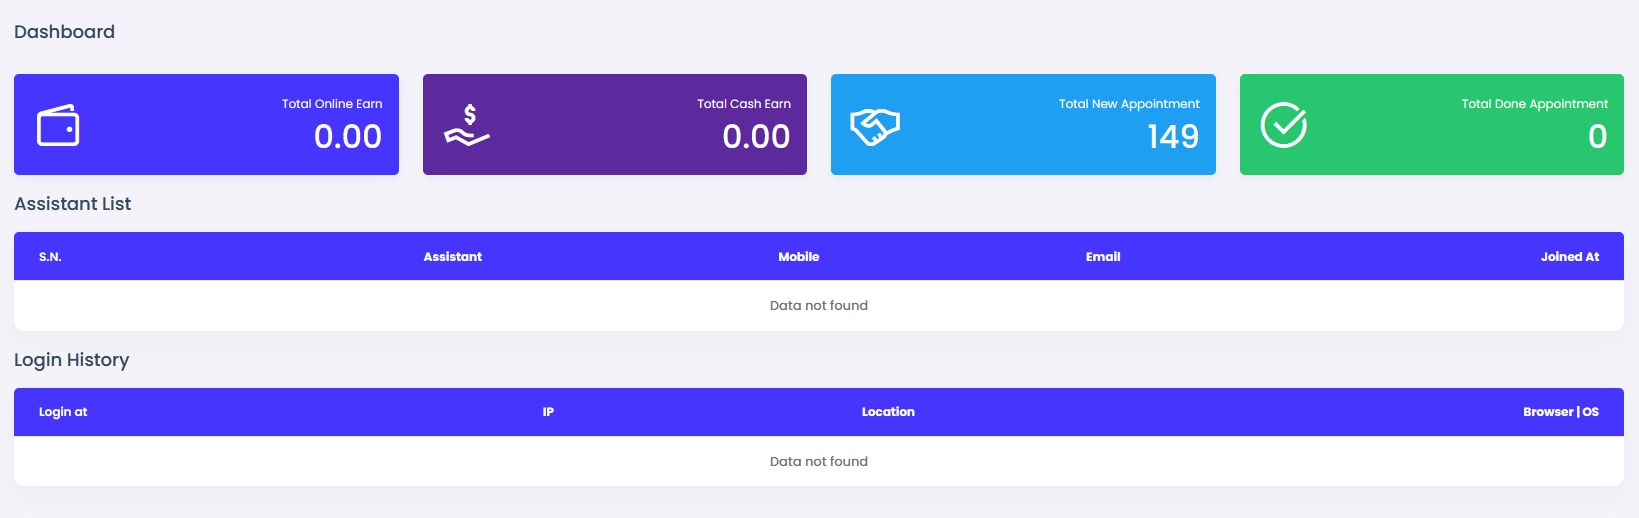 Dashboard
Total Online Earn
0.00
$
Total Cash Earn
0.00
Total New Appointment
149
Total Done Appointment
0
Assistant List
S.N. Assistant Mobile Email Joined At
Data not found
Login History
Login at IP Location Browser | OS
Data not found